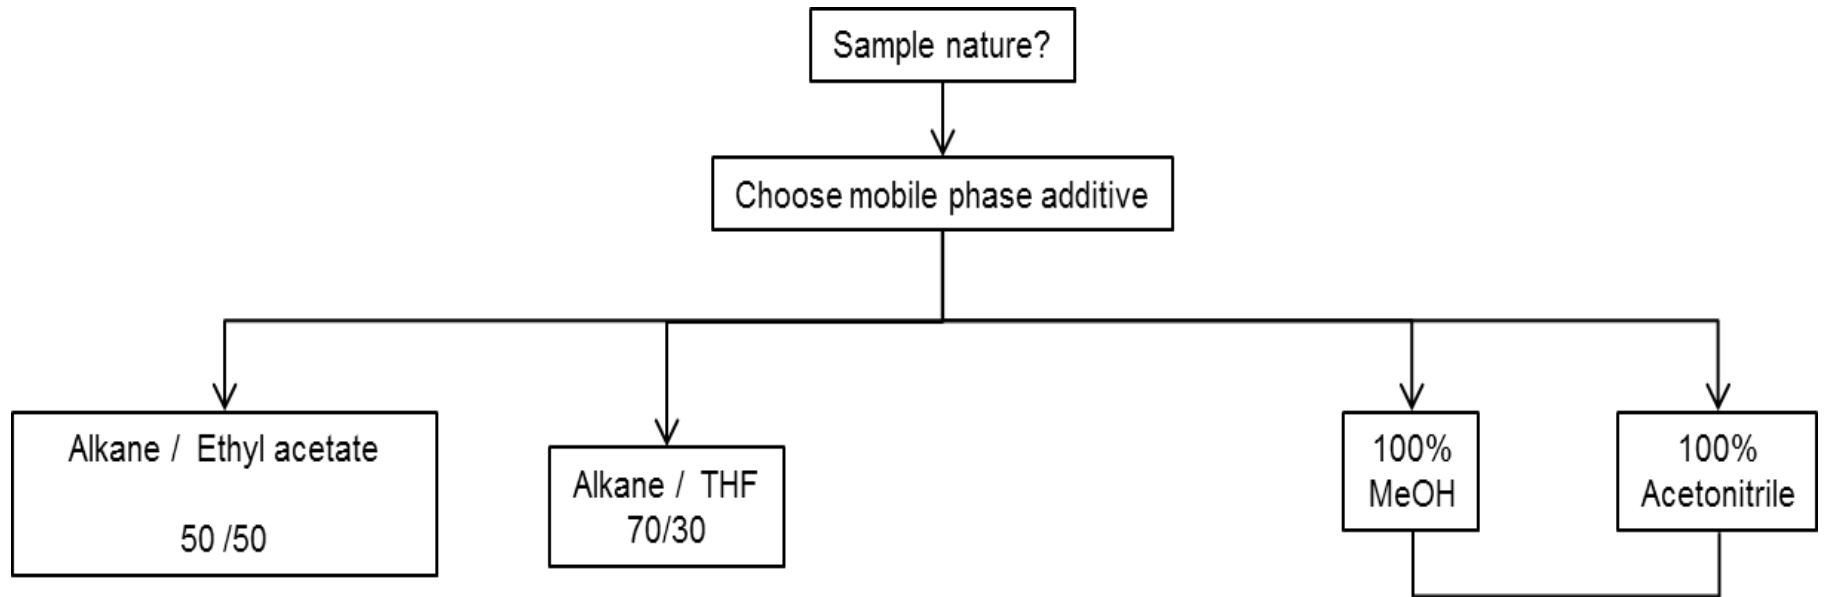 Sample nature?
Choose mobile phase additive
Alkane / Ethyl acetate
50 /50
Alkane / THF
70/30
100%
MeOH
100%
Acetonitrile